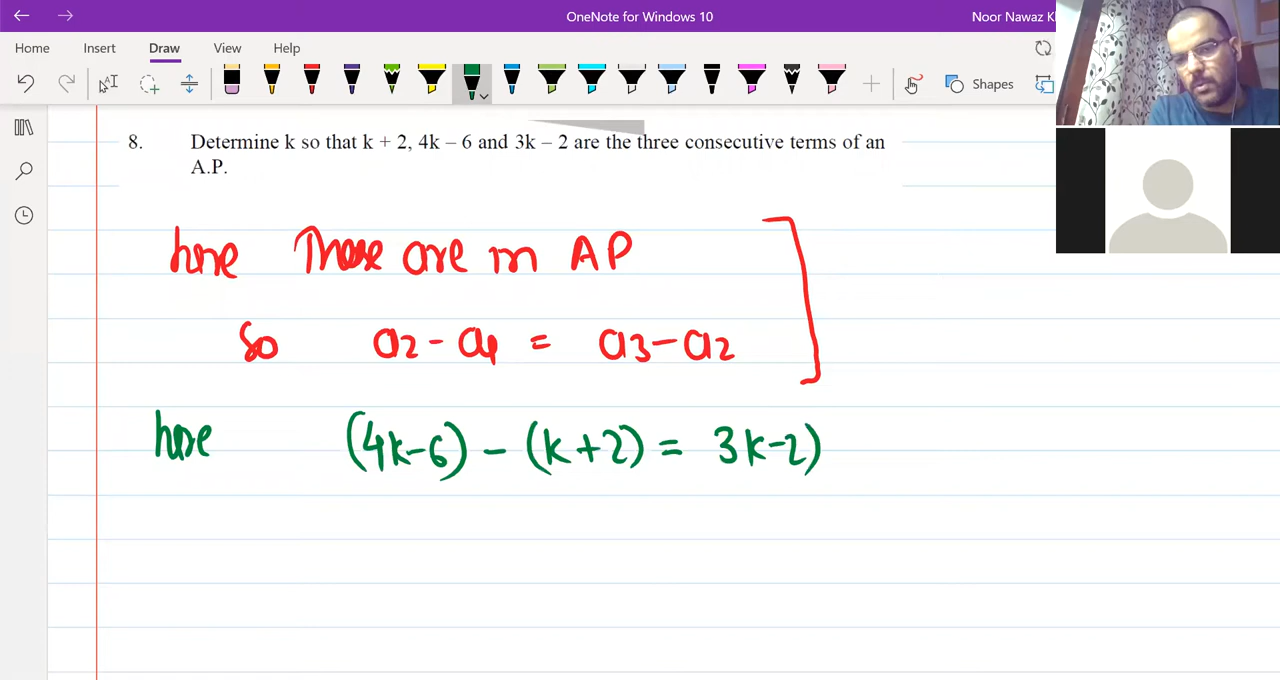 OneNote for Windows 10
Noor Nawaz Kh
Home Insert Draw View Help
Shapes
8. Determine k so that k + 2, 4k – 6 and 3k – 2 are the three consecutive terms of an
A.P.
here These are in AP
So a2 - a1 = a3 - a2
here (4k-6) - (k+2) = 3k-2)